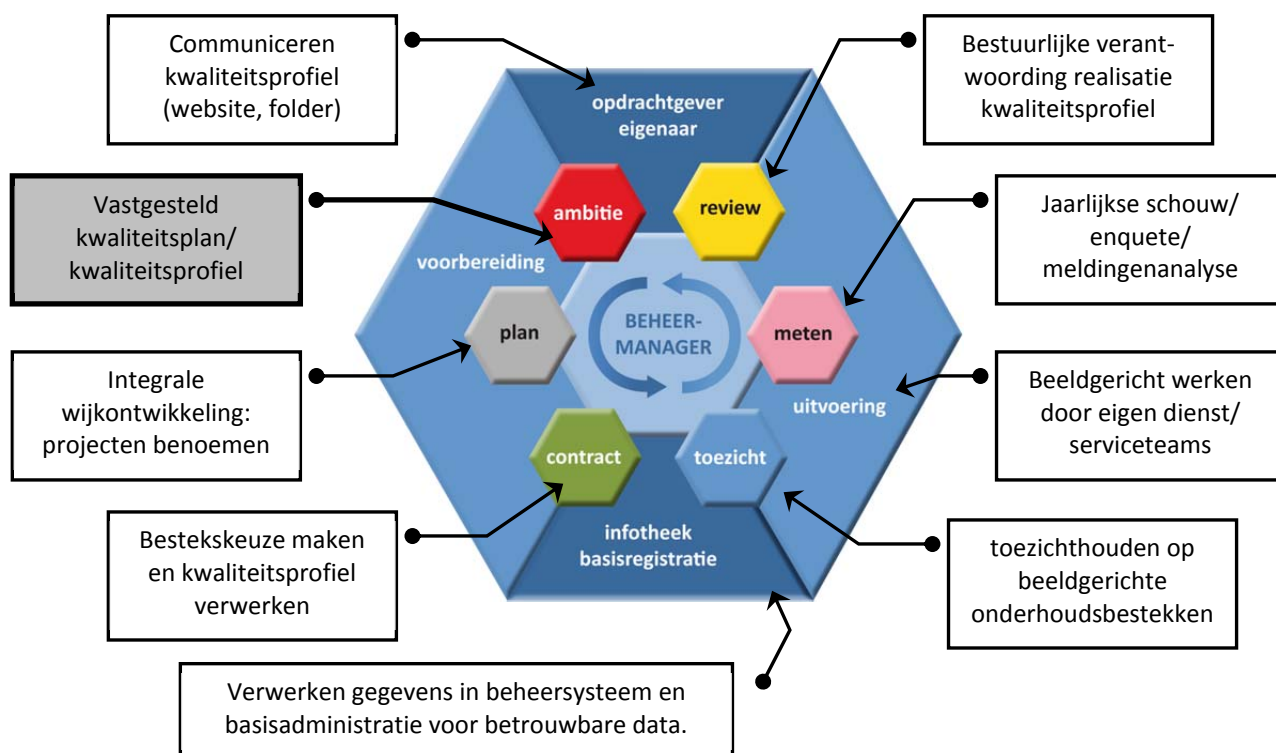 Communiceren
kwaliteitsprofiel
(website, folder)
Bestuurlijke verant-
woording realisatie
kwaliteitsprofiel
opdrachtgever
eigenaar
Vastgesteld
kwaliteitsplan/
kwaliteitsprofiel
ambitie
review
Jaarlijkse schouw/
enquete/
meldingenanalyse
voorbereiding
plan
BEHEER-
MANAGER
meten
Integrale
wijkontwikkeling:
projecten benoemen
uitvoering
Beeldgericht werken
door eigen dienst/
serviceteams
contract
toezicht
Bestekskeuze maken
en kwaliteitsprofiel
verwerken
infotheek
basisregistratie
toezichthouden op
beeldgerichte
onderhoudsbestekken
Verwerken gegevens in beheersysteem en
basisadministratie voor betrouwbare data.